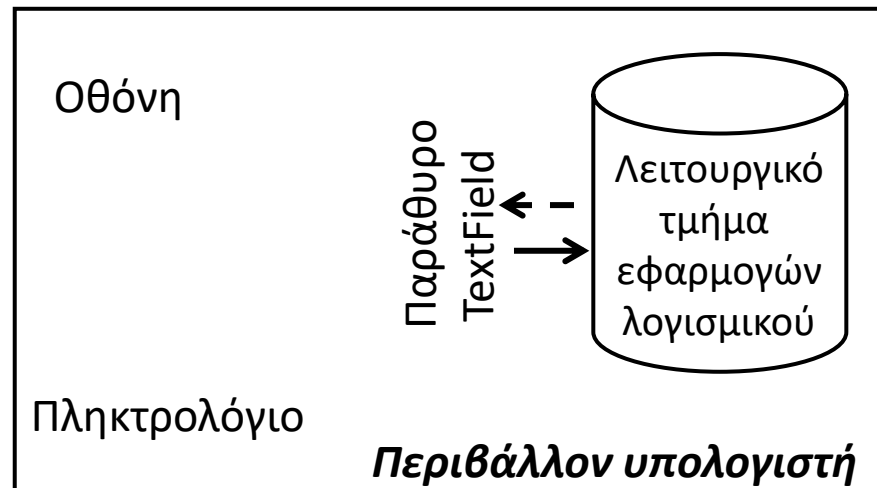 Οθόνη
Παράθυρο
TextField
Λειτουργικό
τμήμα
εφαρμογών
λογισμικού
Πληκτρολόγιο
Περιβάλλον υπολογιστή